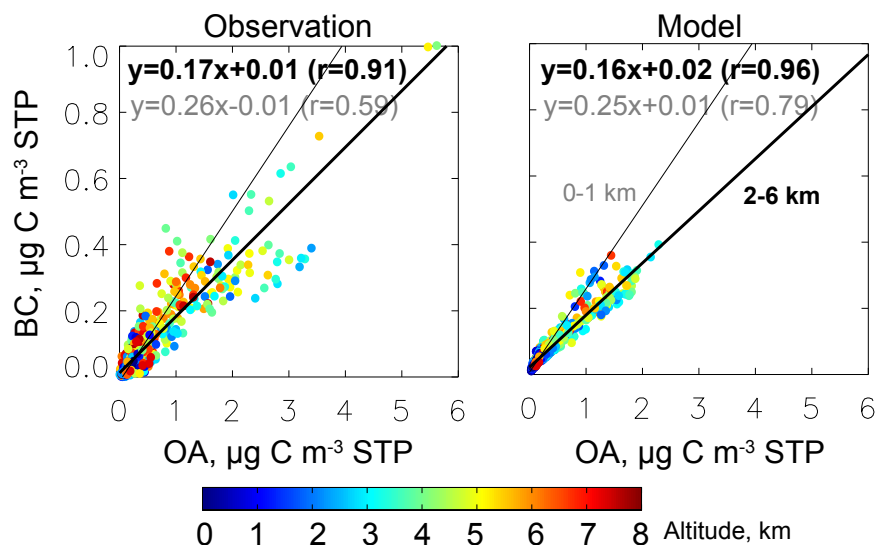 Observation
Model
y=0.17x+0.01 (r=0.91)
y=0.26x-0.01 (r=0.59)
y=0.16x+0.02 (r=0.96)
y=0.25x+0.01 (r=0.79)
0-1 km
2-6 km
BC, µg C m⁻³ STP
1.0
0.8
0.6
0.4
0.2
0.0
0 1 2 3 4 5 6
0 1 2 3 4 5 6
OA, µg C m⁻³ STP
OA, µg C m⁻³ STP
0 1 2 3 4 5 6 7 8 Altitude, km